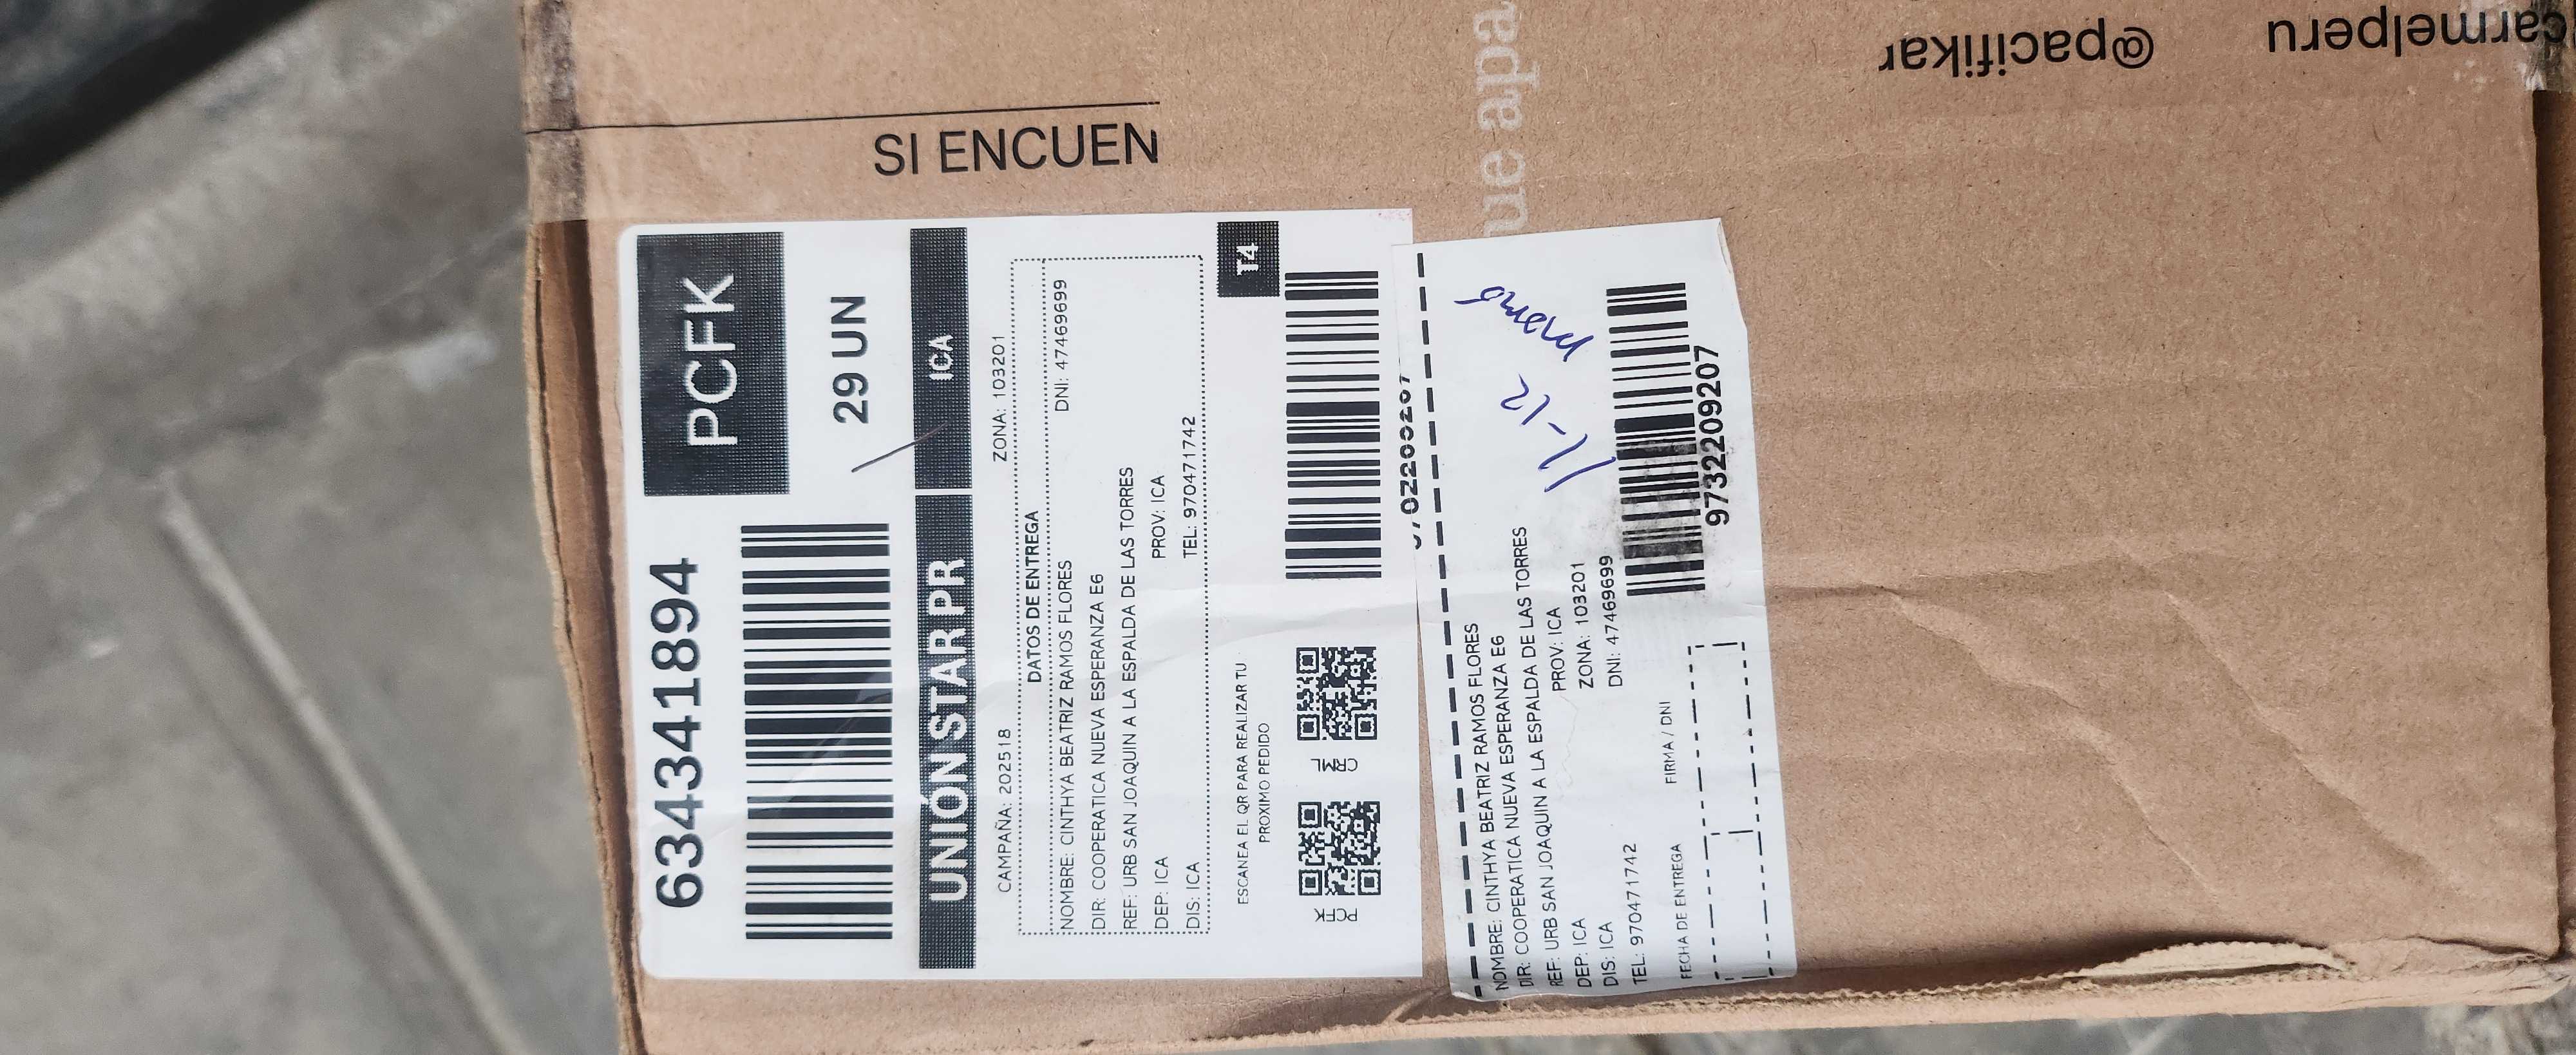 carmelperu
@pacifikar
SI ENCUEN
ue apa
634341894
PCFK
29 UN
UNIÓN STAR PR
ICA
CAMPAÑA: 202518
ZONA: 103201
DATOS DE ENTREGA
NOMBRE: CINTHYA BEATRIZ RAMOS FLORES
DNI: 47469699
DIR: COOPERATICA NUEVA ESPERANZA E6
REF: URB SAN JOAQUIN A LA ESPALDA DE LAS TORRES
DEP: ICA
PROV: ICA
DIS: ICA
TEL: 970471742
T4
ESCANEA EL QR PARA REALIZAR TU
PROXIMO PEDIDO
PCFK
CRML
NOMBRE: CINTHYA BEATRIZ RAMOS FLORES
DIR: COOPERATICA NUEVA ESPERANZA E6
REF: URB SAN JOAQUIN A LA ESPALDA DE LAS TORRES
DEP: ICA
PROV: ICA
DIS: ICA
ZONA: 103201
TEL: 970471742
DNI: 47469699
11-12
mamá
9732209207
FECHA DE ENTREGA
FIRMA / DNI